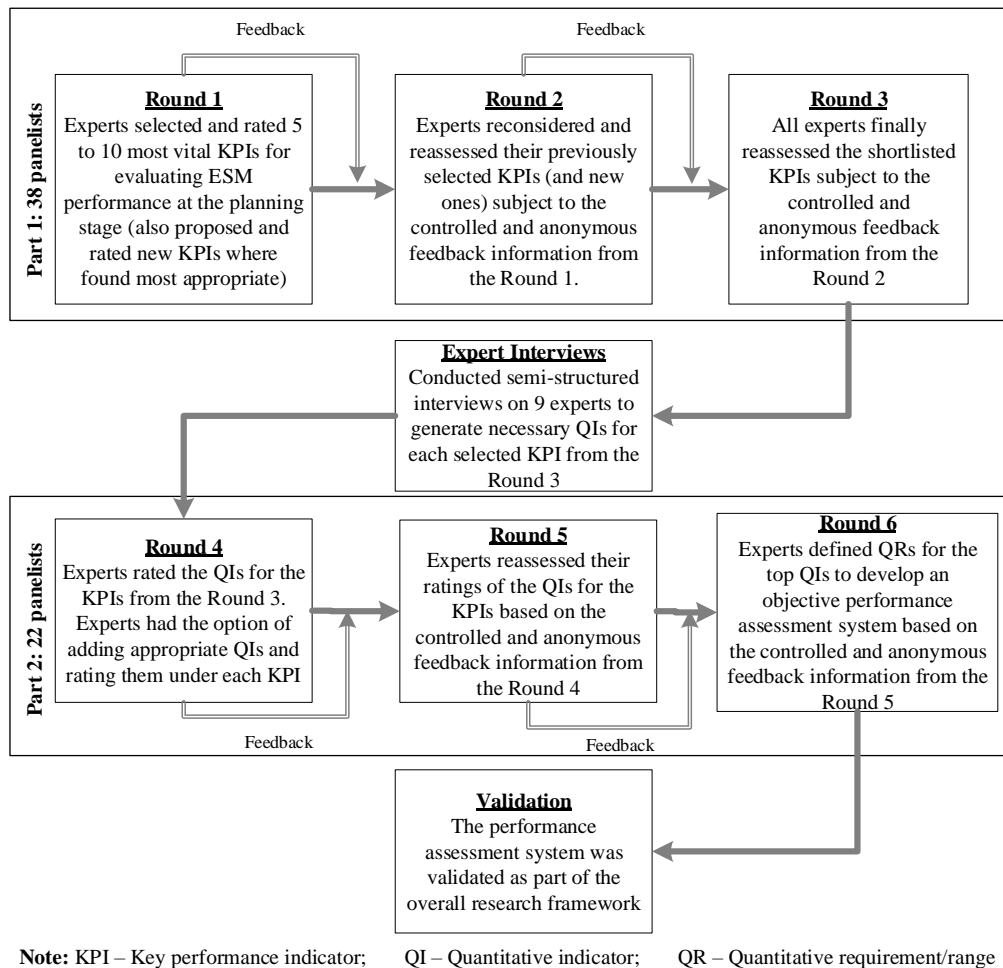 Feedback
Feedback
Part 1: 38 panelists
Round 1
Experts selected and rated 5
to 10 most vital KPIs for
evaluating ESM
performance at the planning
stage (also proposed and
rated new KPIs where
found most appropriate)
Round 2
Experts reconsidered and
reassessed their previously
selected KPIs (and new
ones) subject to the
controlled and anonymous
feedback information from
the Round 1.
Round 3
All experts finally
reassessed the shortlisted
KPIs subject to the
controlled and
anonymous feedback
information from the
Round 2
Expert Interviews
Conducted semi-structured
interviews on 9 experts to
generate necessary QIs for
each selected KPI from the
Round 3
Part 2: 22 panelists
Round 4
Experts rated the QIs for the
KPIs from the Round 3.
Experts had the option of
adding appropriate QIs and
rating them under each KPI
Round 5
Experts reassessed their
ratings of the QIs for the
KPIs based on the
controlled and anonymous
feedback information from
the Round 4
Round 6
Experts defined QRs for the
top QIs to develop an
objective performance
assessment system based on
the controlled and anonymous
feedback information from the
Round 5
Feedback
Feedback
Validation
The performance
assessment system was
validated as part of the
overall research framework
Note: KPI – Key performance indicator; QI – Quantitative indicator; QR – Quantitative requirement/range